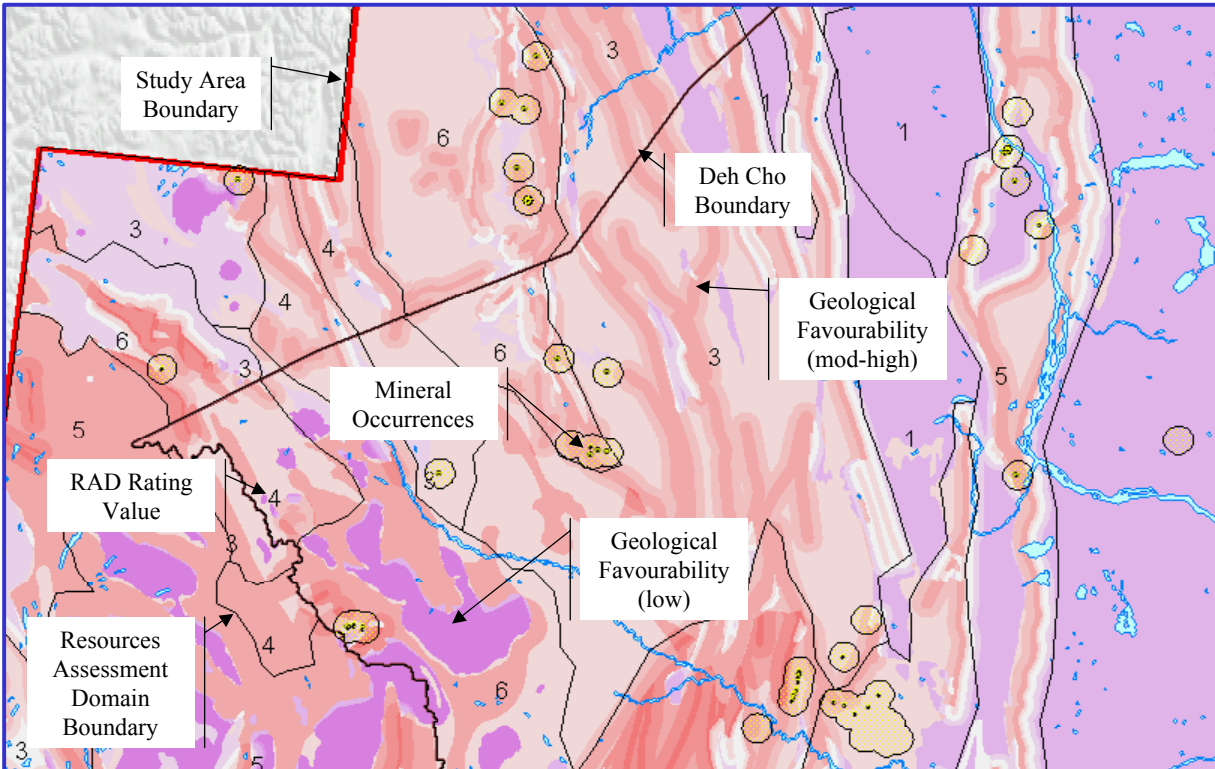 3
Study Area
Boundary
6
1
Deh Cho
Boundary
3
4
4
Geological
Favourability
(mod-high)
6
3
6
3
5
Mineral
Occurrences
5
1
RAD Rating
Value
4
3
Geological
Favourability
(low)
Resources
Assessment
Domain
Boundary
4
6
3
5